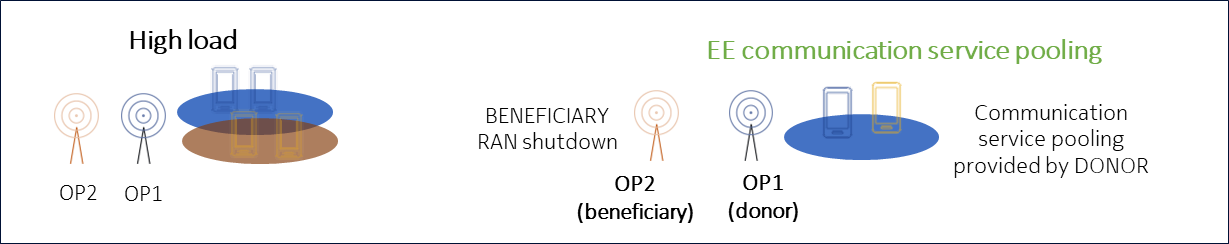 High load
OP2
OP1
EE communication service pooling
BENEFICIARY
RAN shutdown
OP2
(beneficiary)
OP1
(donor)
Communication
service pooling
provided by DONOR